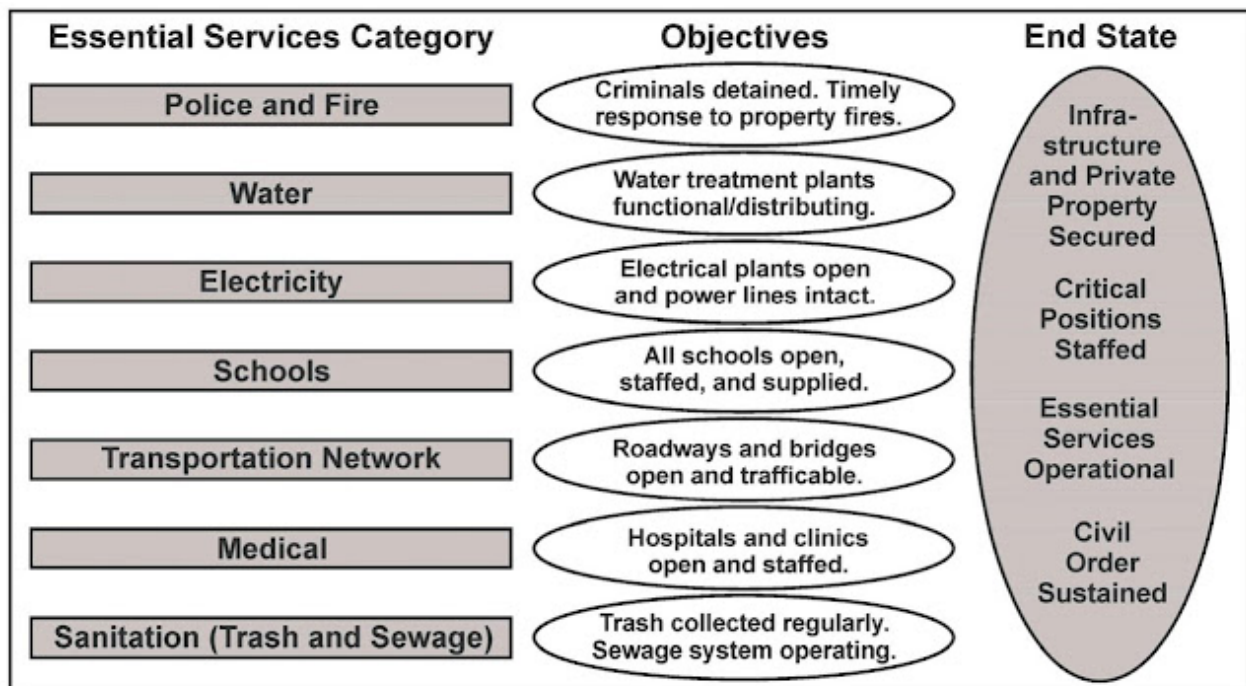 Essential Services Category
Objectives
End State
Police and Fire
Criminals detained. Timely
response to property fires.
Water
Water treatment plants
functional/distributing.
Electricity
Electrical plants open
and power lines intact.
Schools
All schools open,
staffed, and supplied.
Transportation Network
Roadways and bridges
open and trafficable.
Medical
Hospitals and clinics
open and staffed.
Sanitation (Trash and Sewage)
Trash collected regularly.
Sewage system operating.
Infra-
structure
and Private
Property
Secured
Critical
Positions
Staffed
Essential
Services
Operational
Civil
Order
Sustained